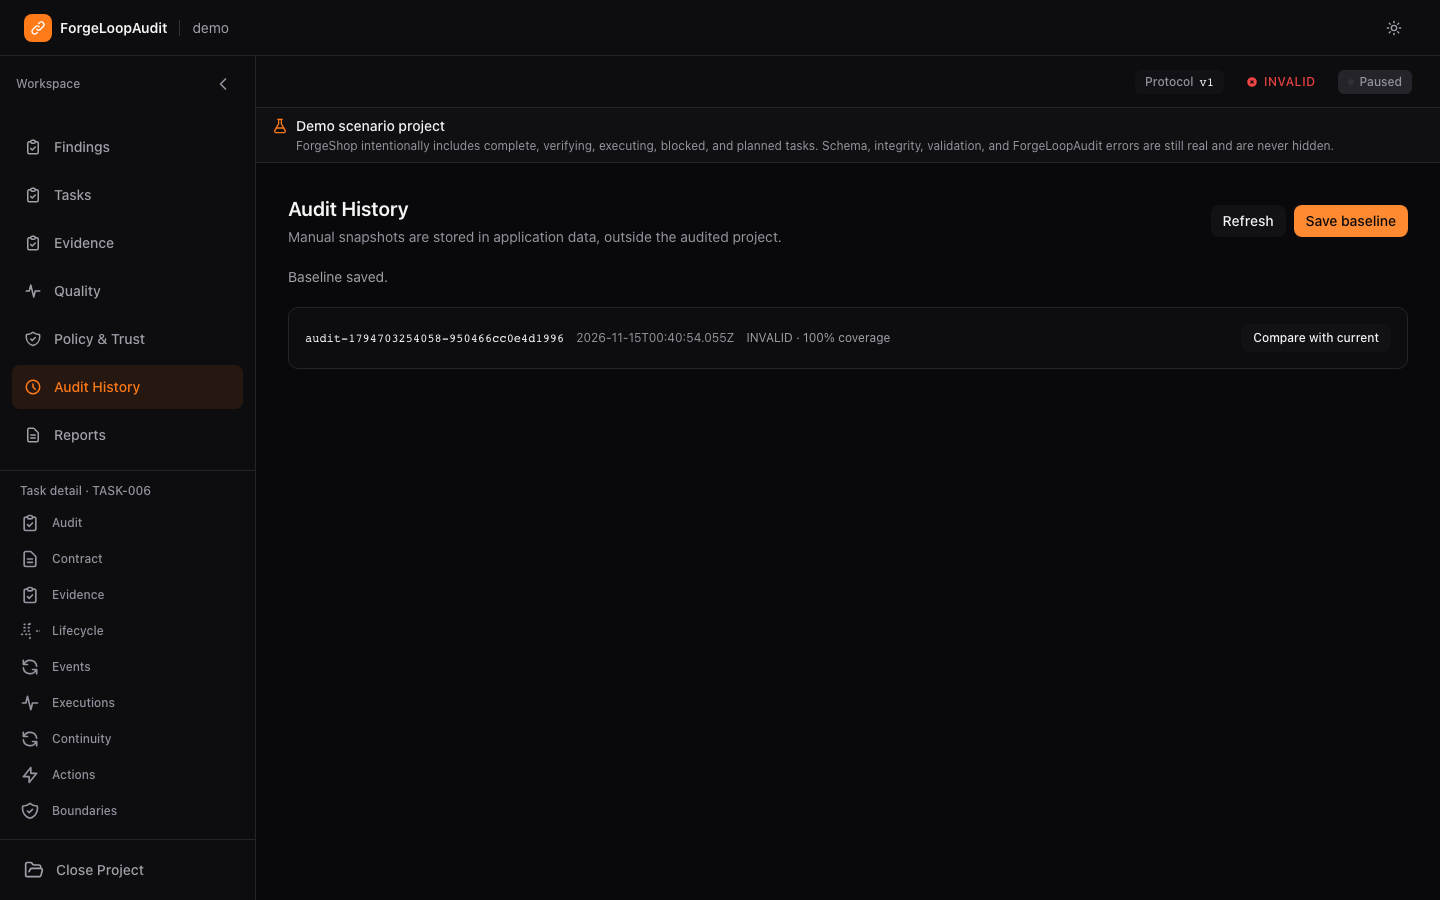 ForgeLoopAudit demo
Workspace
Protocol v1 INVALID Paused
Demo scenario project
ForgeShop intentionally includes complete, verifying, executing, blocked, and planned tasks. Schema, integrity, validation, and ForgeLoopAudit errors are still real and are never hidden.
Findings
Tasks
Evidence
Quality
Policy & Trust
Audit History
Reports
Task detail · TASK-006
Audit
Contract
Evidence
Lifecycle
Events
Executions
Continuity
Actions
Boundaries
Close Project
Audit History
Manual snapshots are stored in application data, outside the audited project.
Refresh Save baseline
Baseline saved.
audit-1794703254058-950466cc0e4d1996 2026-11-15T00:40:54.055Z INVALID · 100% coverage Compare with current